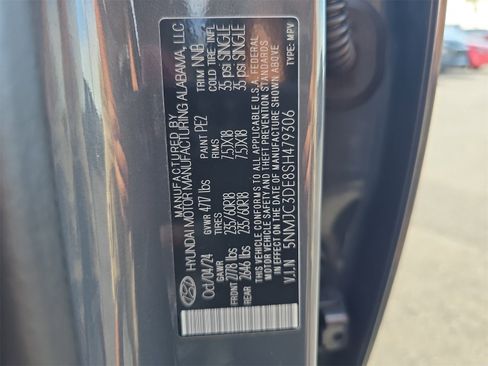 MANUFACTURED BY
HYUNDAI MOTOR MANUFACTURING ALABAMA, LLC
Oct/04/24 GVWR 4717 lbs PAINT PE2 TRIM NNB
GAWR TIRES RIMS COLD TIRE INFL
FRONT 2778 lbs 235/60R18 7.5JX18 35 psi SINGLE
REAR 2646 lbs 235/60R18 7.5JX18 35 psi SINGLE
THIS VEHICLE CONFORMS TO ALL APPLICABLE U.S.A. FEDERAL
MOTOR VEHICLE SAFETY AND THEFT PREVENTION STANDARDS
IN EFFECT ON THE DATE OF MANUFACTURE SHOWN ABOVE
V.I.N 5NMJC3DE8SH479306 TYPE: MPV